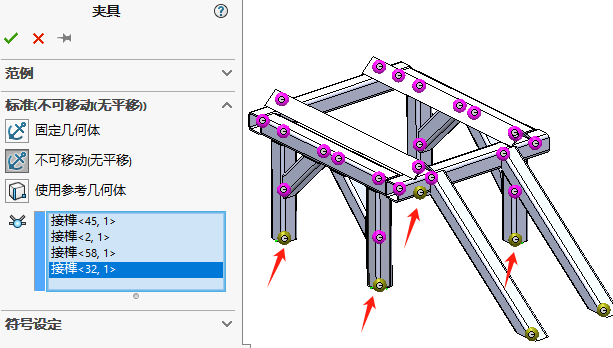 夹具
范例
标准(不可移动(无平移))
固定几何体
不可移动(无平移)
使用参考几何体
接榫<45, 1>
接榫<2, 1>
接榫<58, 1>
接榫<32, 1>
符号设定